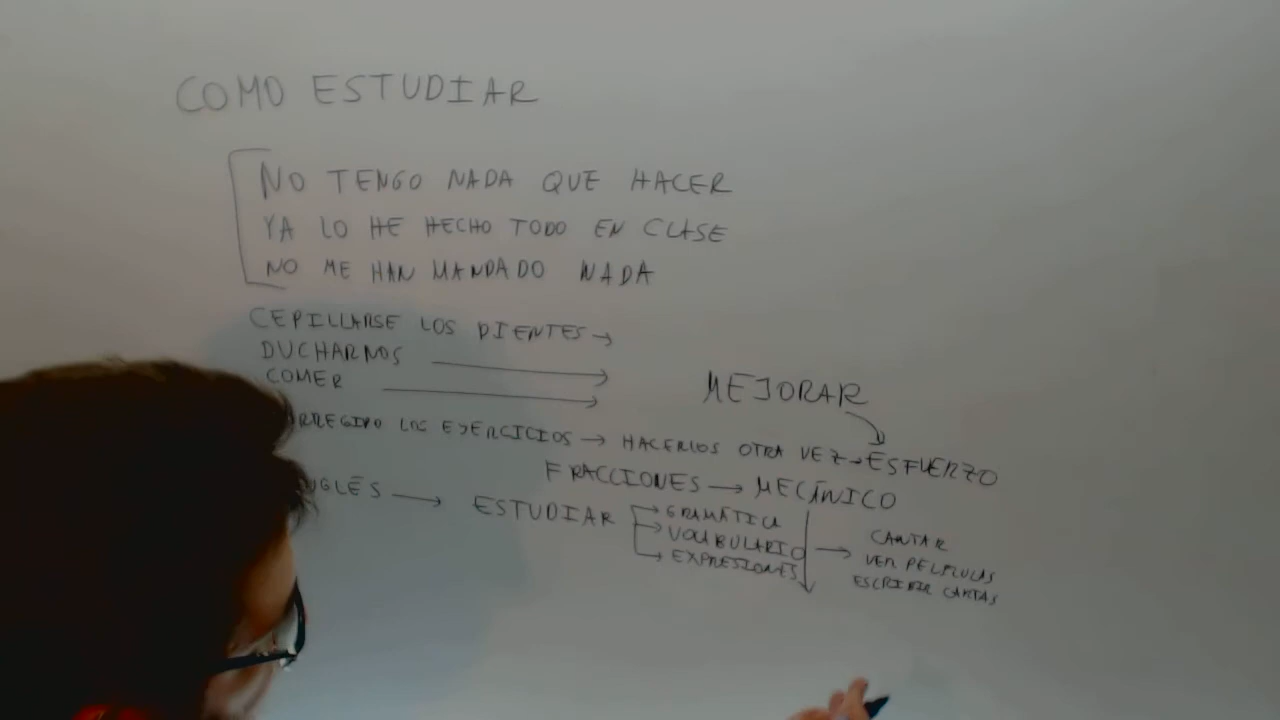 COMO ESTUDIAR
NO TENGO NADA QUE HACER
YA LO HE HECHO TODO EN CLASE
NO ME HAN MANDADO NADA
CEPILLARSE LOS DIENTES →
DUCHARNOS →
COMER →
MEJORAR
LOS EJERCICIOS → HACERLOS OTRA VEZ → ESFUERZO
FRACCIONES → MECÁNICO
→ ESTUDIAR
GRAMÁTICA
VOCABULARIO
EXPRESIONES
→ CANTAR
VER PELÍCULAS
ESCRIBIR CARTAS